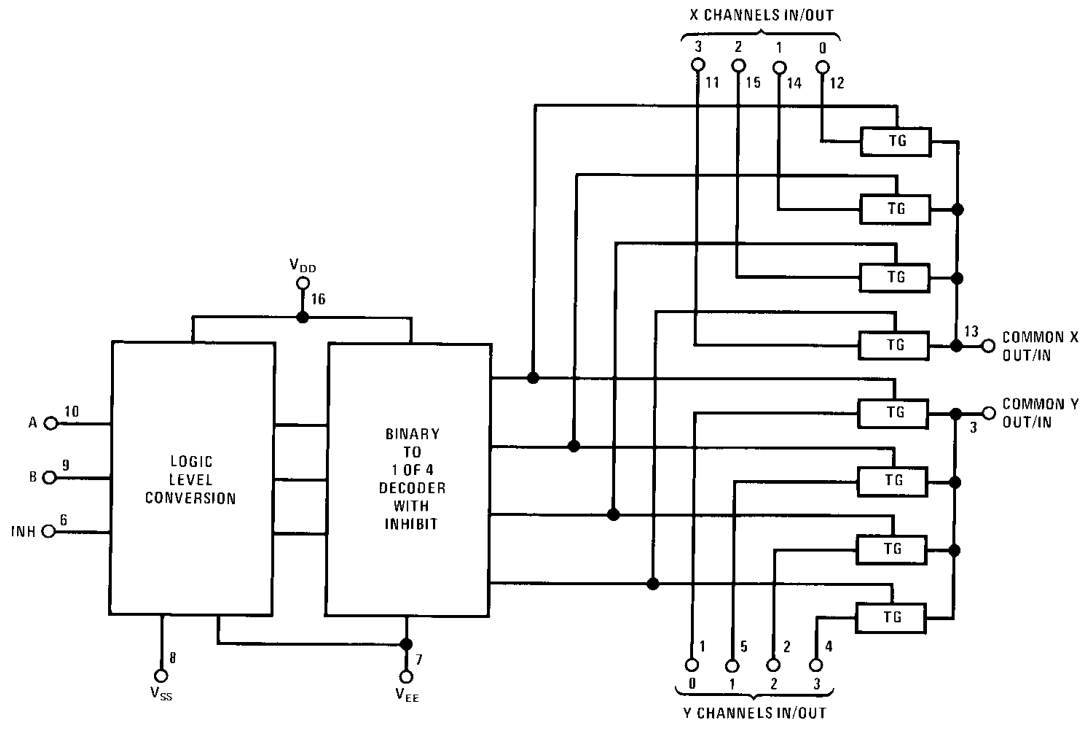 X CHANNELS IN/OUT
3 2 1 0
11 15 14 12
TG
TG
TG
TG
13
COMMON X
OUT/IN
VDD
16
A 10
B 9
INH 6
LOGIC
LEVEL
CONVERSION
BINARY
TO
1 OF 4
DECODER
WITH
INHIBIT
TG
COMMON Y
OUT/IN
3
TG
TG
TG
8
VSS
7
VEE
1 5 2 4
0 1 2 3
Y CHANNELS IN/OUT